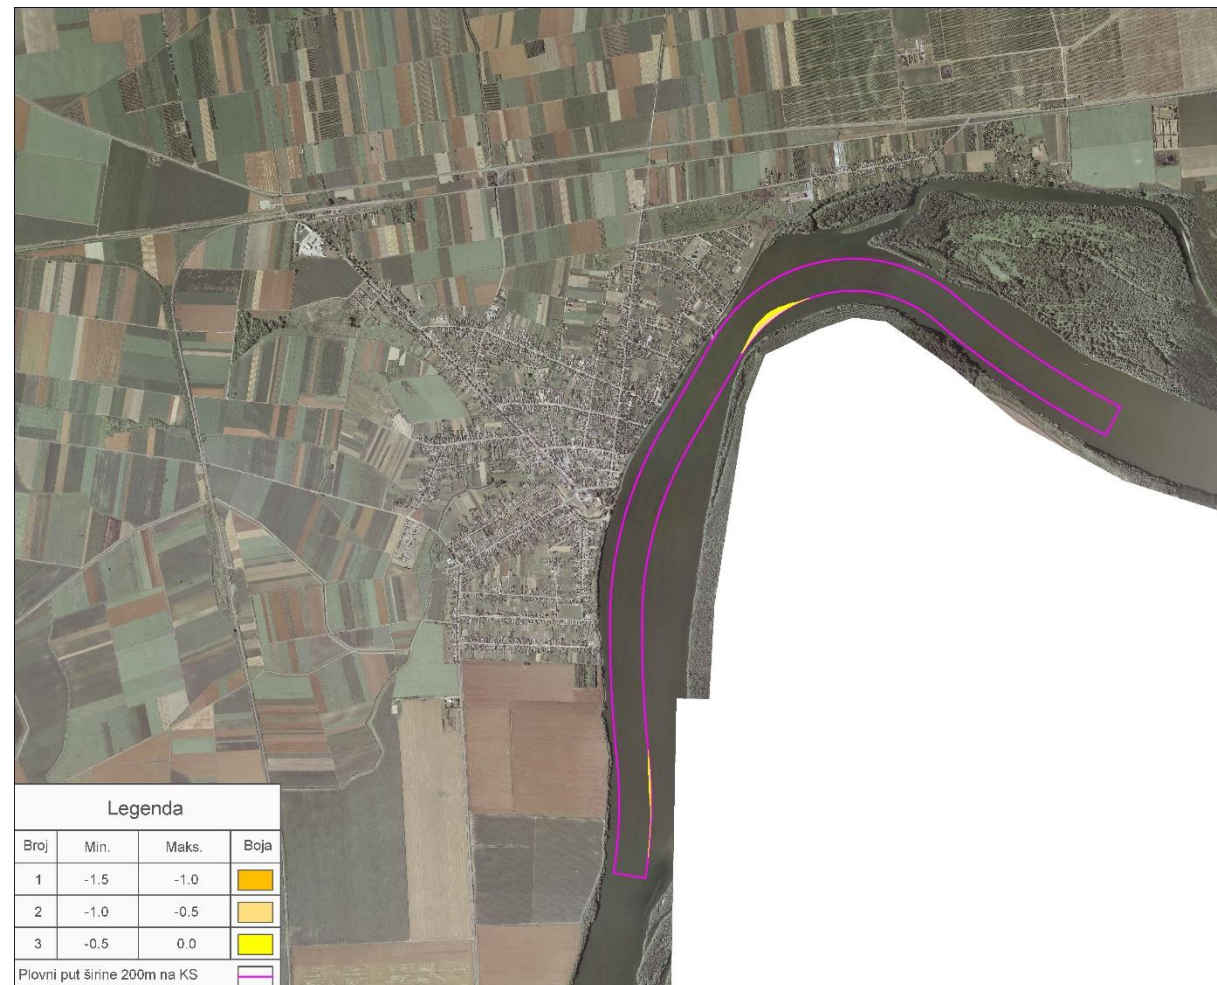 Legenda
Broj Min. Maks. Boja
1 -1.5 -1.0
2 -1.0 -0.5
3 -0.5 0.0
Plovni put širine 200m na KS